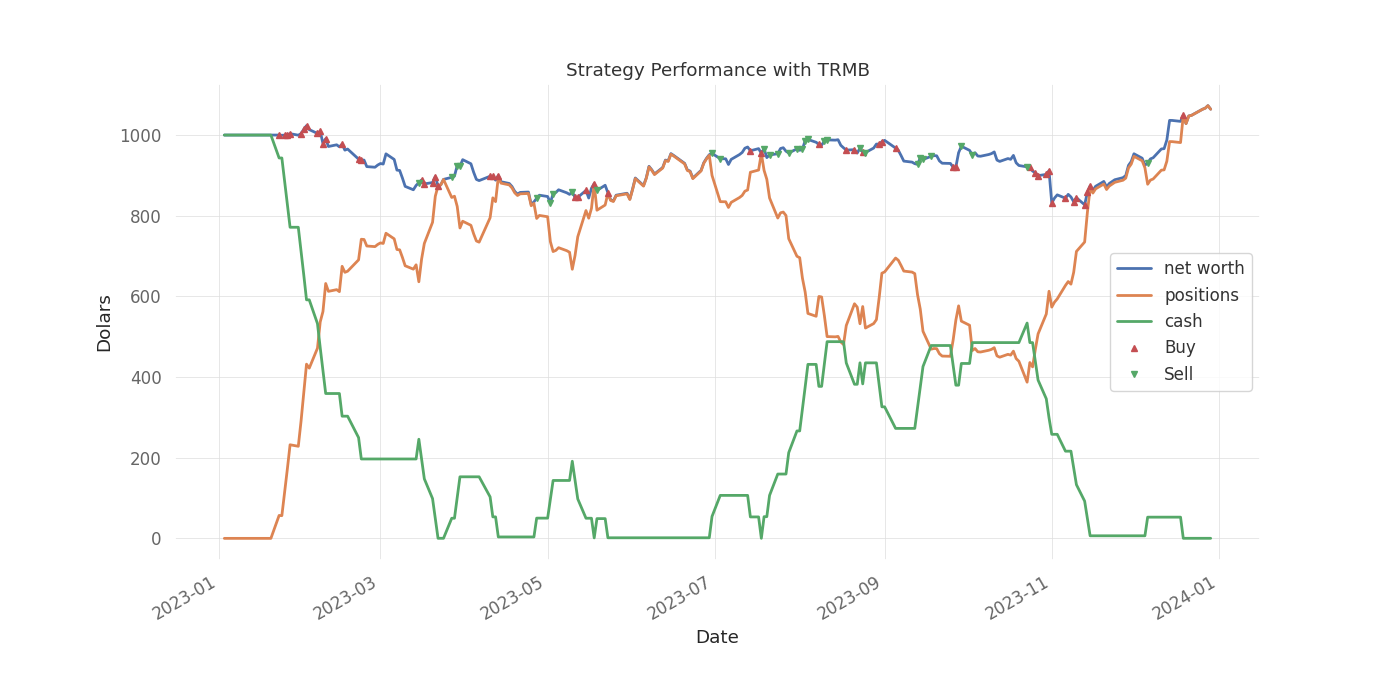 Strategy Performance with TRMB
Dolars
1000
800
600
400
200
0
net worth
positions
cash
Buy
Sell
2023-01
2023-03
2023-05
2023-07
2023-09
2023-11
2024-01
Date